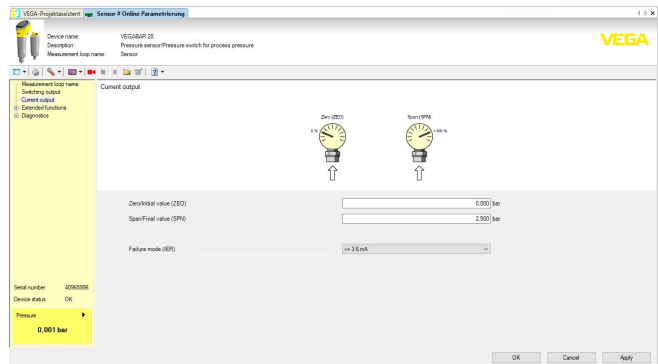 VEGA-Projektassistent
Sensor # Online Parametrierung
Device name: VEGABAR 28
Description: Pressure sensor/Pressure switch for process pressure
Measurement loop name: Sensor
VEGA
Measurement loop name
Switching output
Current output
Extended functions
Diagnostics
Current output
Zero (ZEO)
0 %
Span (SPN)
+100 %
Zero/Initial value (ZEO) 0,000 bar
Span/Final value (SPN) 2,500 bar
Failure mode (IER) <= 3.6 mA
Serial number 40965996
Device status OK
Pressure
0,001 bar
OK Cancel Apply